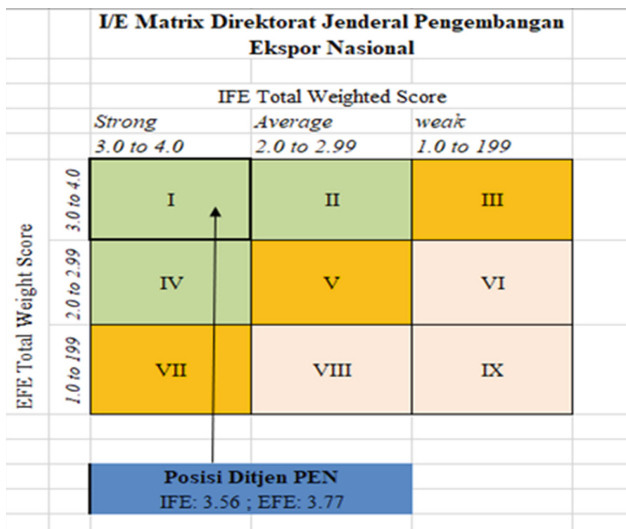 I/E Matrix Direktorat Jenderal Pengembangan
Ekspor Nasional
IFE Total Weighted Score
Strong Average weak
3.0 to 4.0 2.0 to 2.99 1.0 to 199
EFE Total Weight Score
3.0 to 4.0
I II III
2.0 to 2.99
IV V VI
1.0 to 199
VII VIII IX
Posisi Ditjen PEN
IFE: 3.56 ; EFE: 3.77